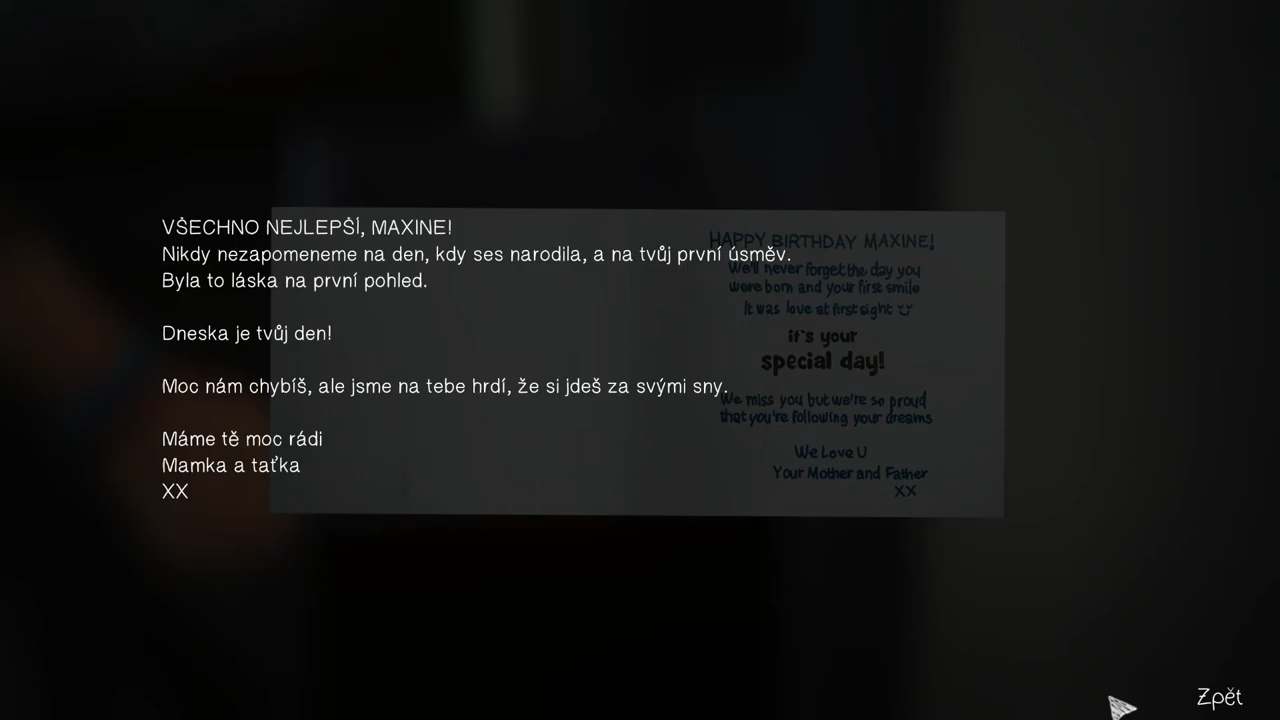 VŠECHNO NEJLEPŠÍ, MAXINE!
Nikdy nezapomeneme na den, kdy ses narodila, a na tvůj první úsměv.
Byla to láska na první pohled.
Dneska je tvůj den!
Moc nám chybíš, ale jsme na tebe hrdí, že si jdeš za svými sny.
Máme tě moc rádi
Mamka a taťka
XX
HAPPY BIRTHDAY MAXINE!
We'll never forget the day you
were born and your first smile
It was love at first sight
it's your
special day!
We miss you but we're so proud
that you're following your dreams
We Love U
Your Mother and Father
XX
Zpět